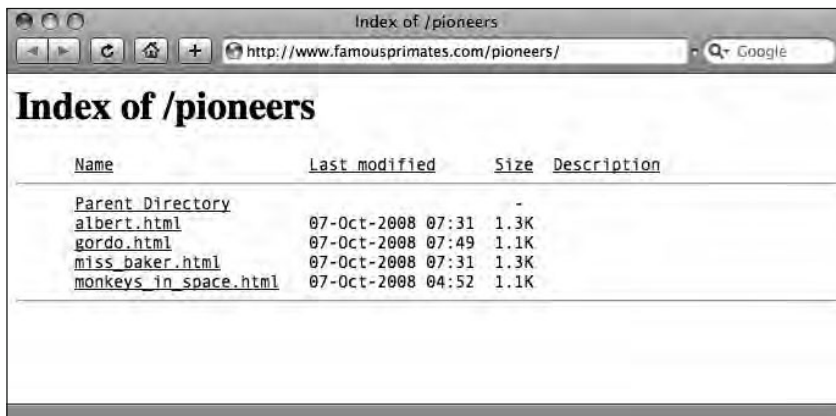 Index of /pioneers
http://www.famousprimates.com/pioneers/
Google
Index of /pioneers
Name Last modified Size Description
Parent Directory -
albert.html 07-Oct-2008 07:31 1.3K
gordo.html 07-Oct-2008 07:49 1.1K
miss_baker.html 07-Oct-2008 07:31 1.3K
monkeys_in_space.html 07-Oct-2008 04:52 1.1K